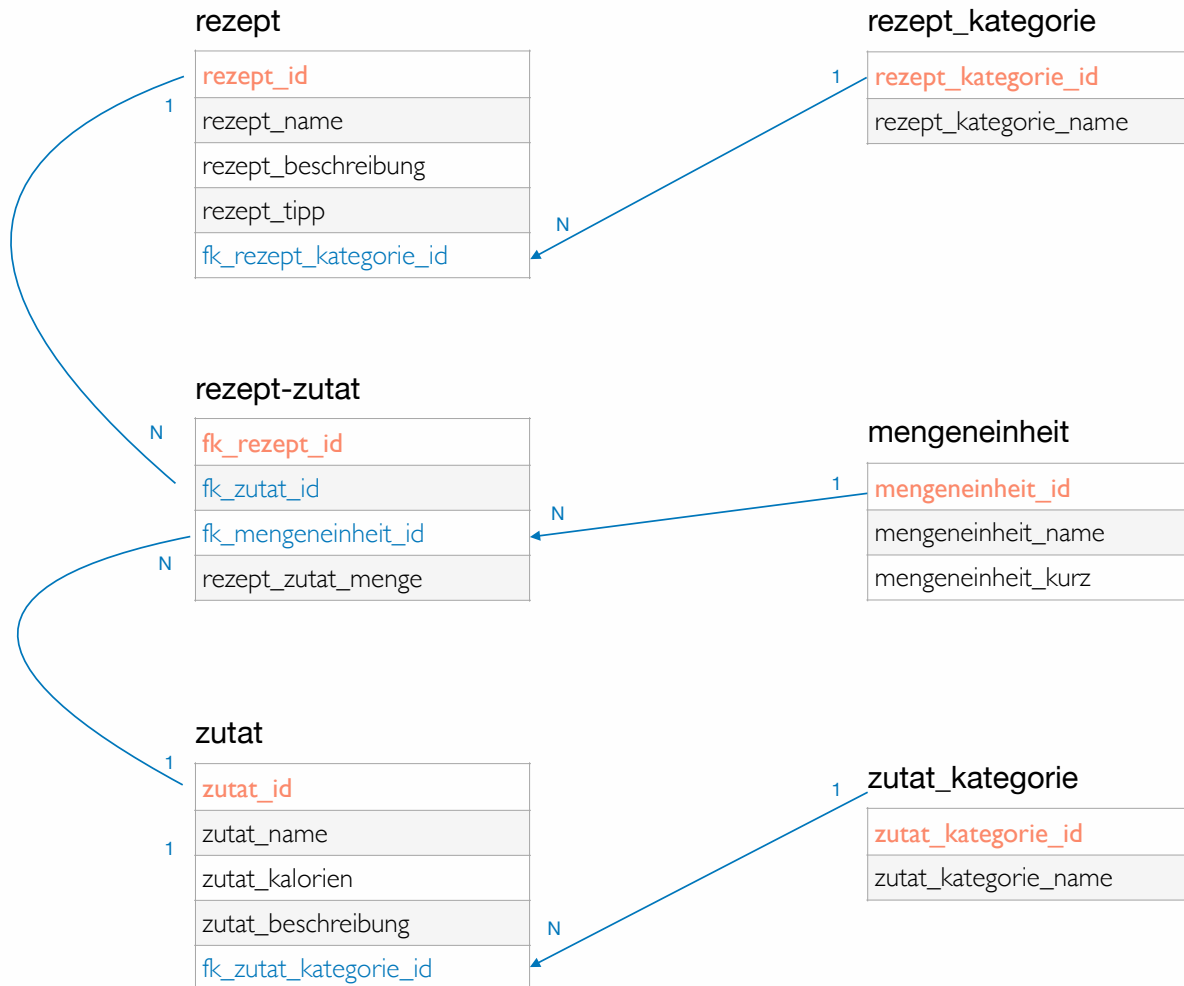 rezept
rezept_id
rezept_name
rezept_beschreibung
rezept_tipp
fk_rezept_kategorie_id
1
N
1
rezept_kategorie
rezept_kategorie_id
rezept_kategorie_name
rezept-zutat
fk_rezept_id
fk_zutat_id
fk_mengeneinheit_id
rezept_zutat_menge
N
N
N
1
mengeneinheit
mengeneinheit_id
mengeneinheit_name
mengeneinheit_kurz
zutat
zutat_id
zutat_name
zutat_kalorien
zutat_beschreibung
fk_zutat_kategorie_id
1
1
N
1
zutat_kategorie
zutat_kategorie_id
zutat_kategorie_name